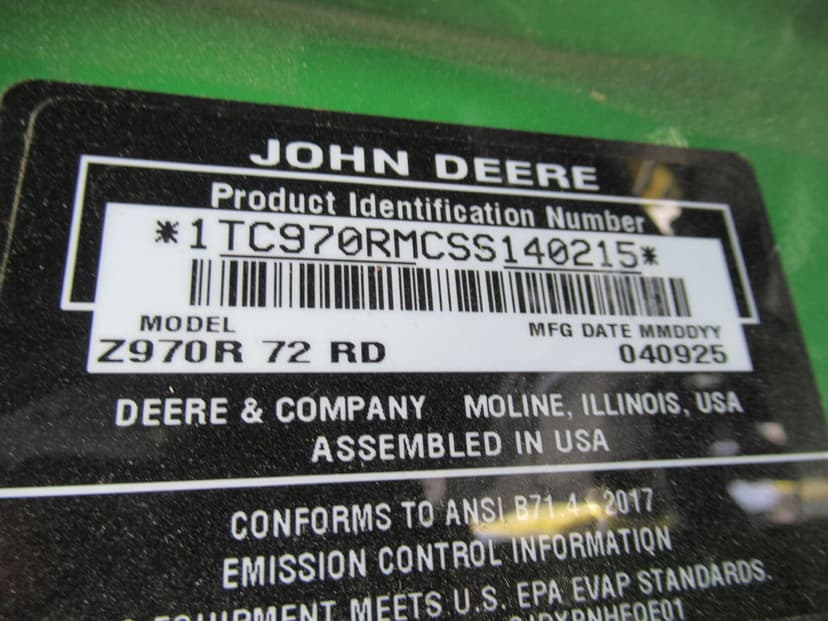 JOHN DEERE
Product Identification Number
*1TC970RMCSS140215*
MODEL MFG DATE MMDDYY
Z970R 72 RD 040925
DEERE & COMPANY MOLINE, ILLINOIS, USA
ASSEMBLED IN USA
CONFORMS TO ANSI B71.4 - 2017
EMISSION CONTROL INFORMATION
EQUIPMENT MEETS U.S. EPA EVAP STANDARDS.